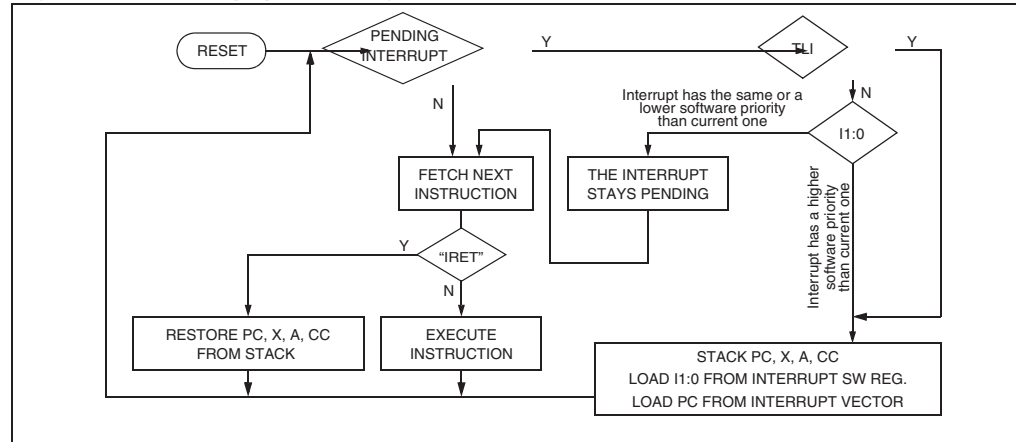 RESET
PENDING
INTERRUPT
Y
TLI
Y
N
N
Interrupt has the same or a
lower software priority
than current one
I1:0
FETCH NEXT
INSTRUCTION
THE INTERRUPT
STAYS PENDING
Interrupt has a higher
software priority
than current one
Y
“IRET”
N
RESTORE PC, X, A, CC
FROM STACK
EXECUTE
INSTRUCTION
STACK PC, X, A, CC
LOAD I1:0 FROM INTERRUPT SW REG.
LOAD PC FROM INTERRUPT VECTOR